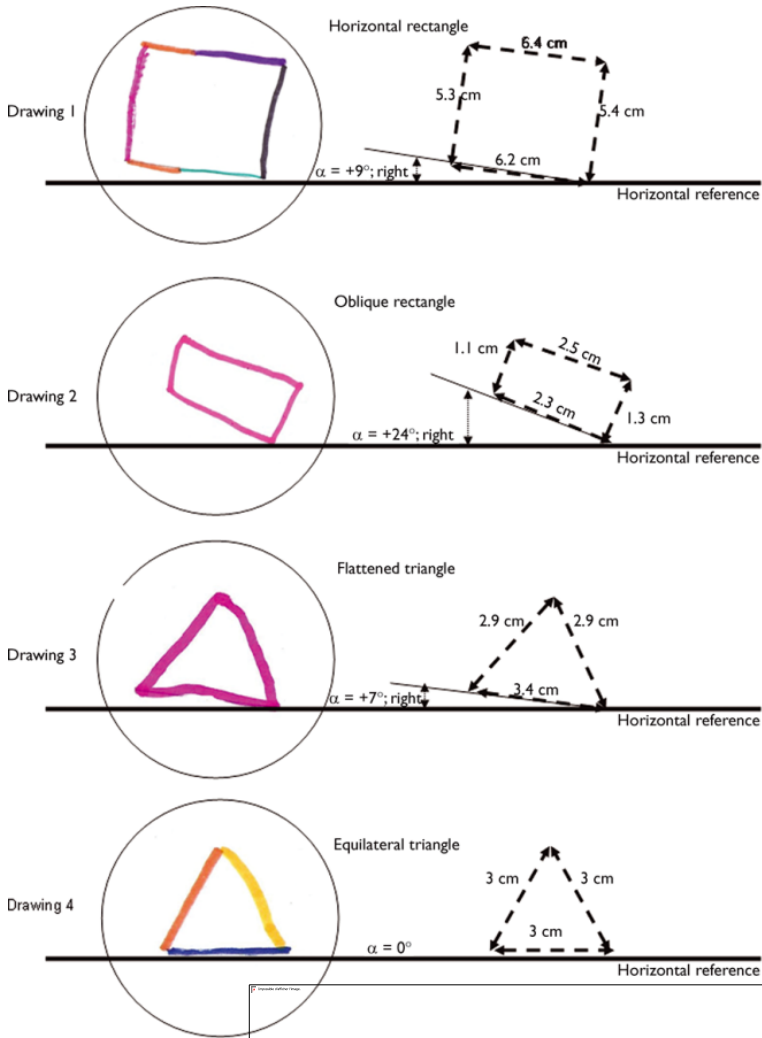 Horizontal rectangle
6.4 cm
Drawing 1
5.3 cm
5.4 cm
6.2 cm
α = +9°; right
Horizontal reference
Oblique rectangle
1.1 cm
2.5 cm
Drawing 2
2.3 cm
1.3 cm
α = +24°; right
Horizontal reference
Flattened triangle
2.9 cm
2.9 cm
Drawing 3
3.4 cm
α = +7°; right
Horizontal reference
Equilateral triangle
3 cm
3 cm
Drawing 4
3 cm
α = 0°
Horizontal reference